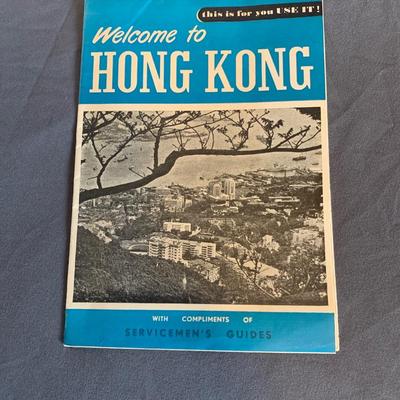 this is for you USE IT!
Welcome to
HONG KONG
WITH COMPLIMENTS OF
SERVICEMEN'S GUIDES